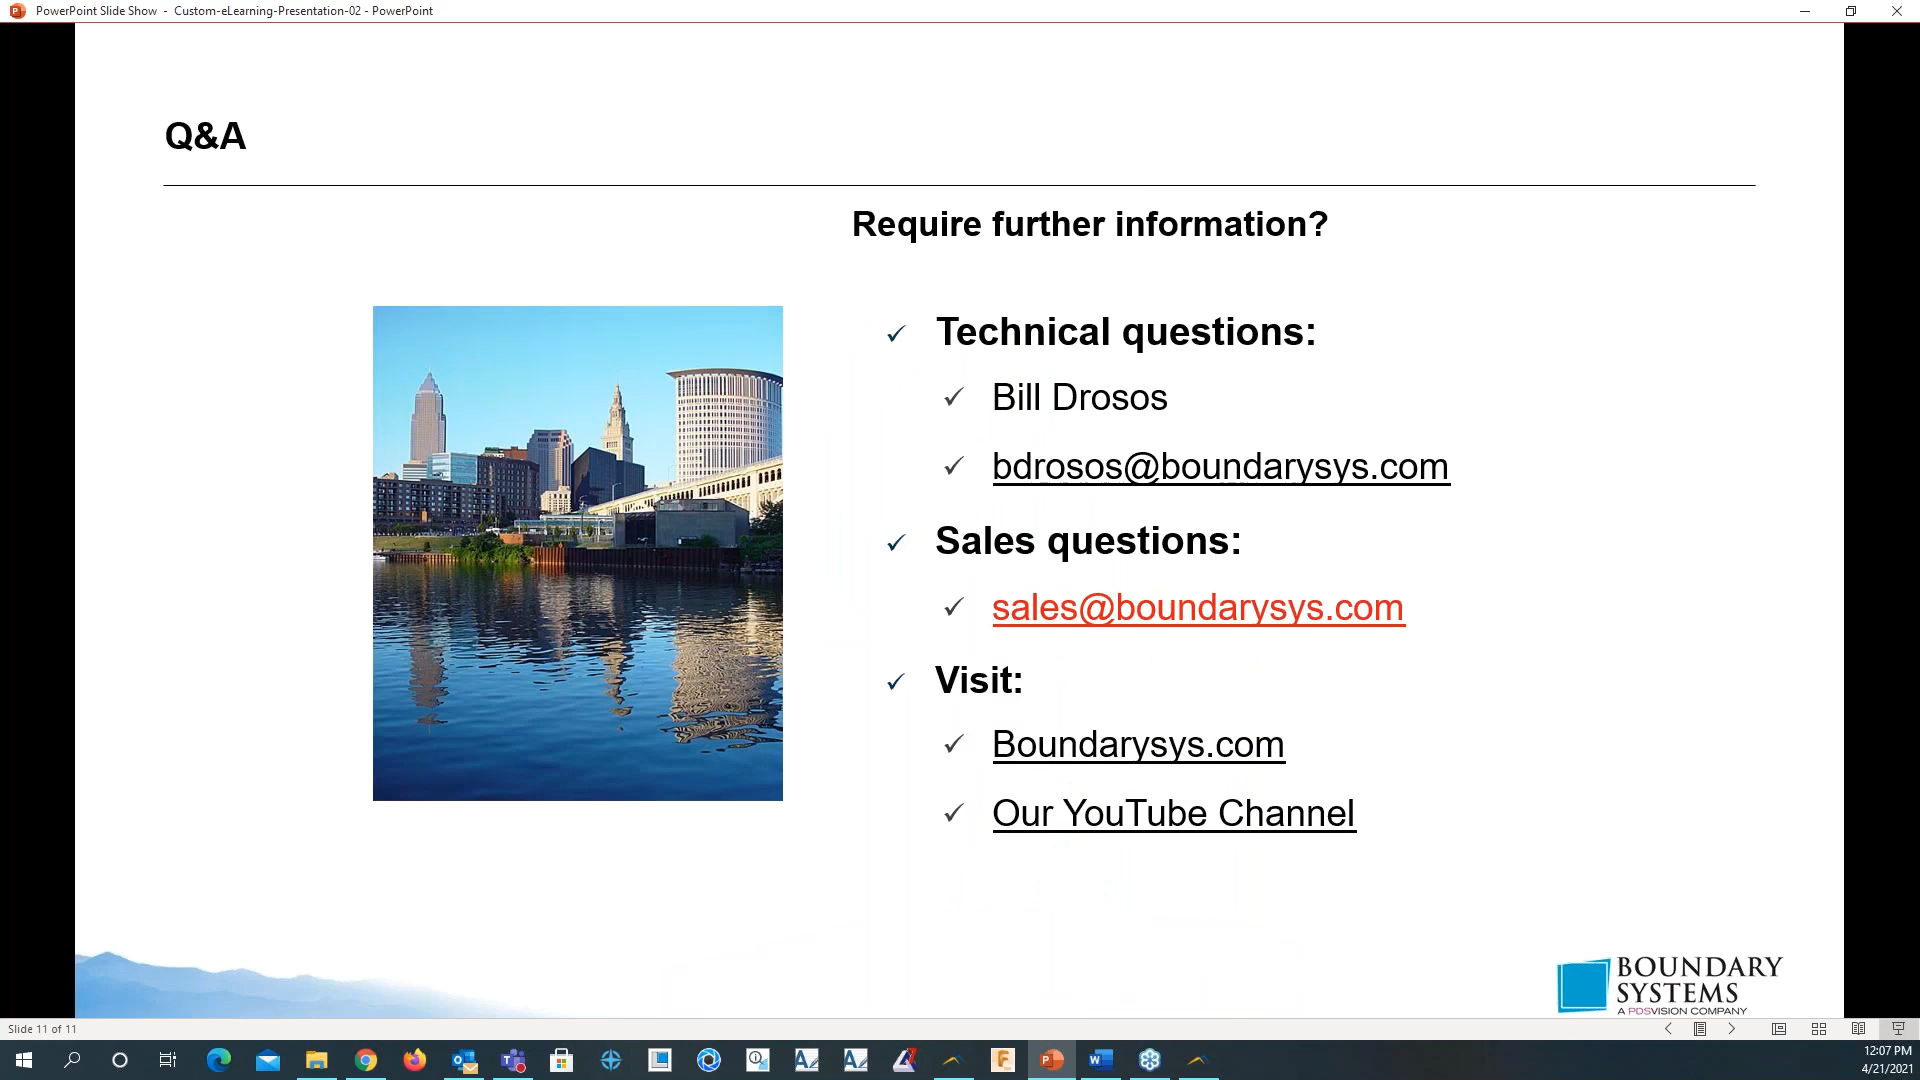 PowerPoint Slide Show - Custom-eLearning-Presentation-02 - PowerPoint
Q&A
Require further information?
Technical questions:
Bill Drosos
bdrosos@boundarysys.com
Sales questions:
sales@boundarysys.com
Visit:
Boundarysys.com
Our YouTube Channel
BOUNDARY
SYSTEMS
A PDSVISION COMPANY
Slide 11 of 11
12:07 PM
4/21/2021